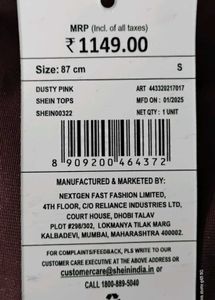 MRP (Incl. of all taxes)
₹ 1149.00
Size: 87 cm S
DUSTY PINK ART 443320217017
SHEIN TOPS MFD ON : 01/2025
SHEIN00322 NET QTY : 1 UNIT
8 909200 464372
MANUFACTURED & MARKETED BY:
NEXTGEN FAST FASHION LIMITED,
4TH FLOOR, C/O RELIANCE INDUSTRIES LTD,
COURT HOUSE, DHOBI TALAV
PLOT #298/302, LOKMANYA TILAK MARG
KALBADEVI, MUMBAI, MAHARASHTRA 400002.
FOR COMPLAINTS/FEEDBACK, PLS WRITE TO OUR
CUSTOMER CARE EXECUTIVE AT THE ABOVE ADDRESS OR
customercare@sheinindia.in or
CALL 1800-889-5040